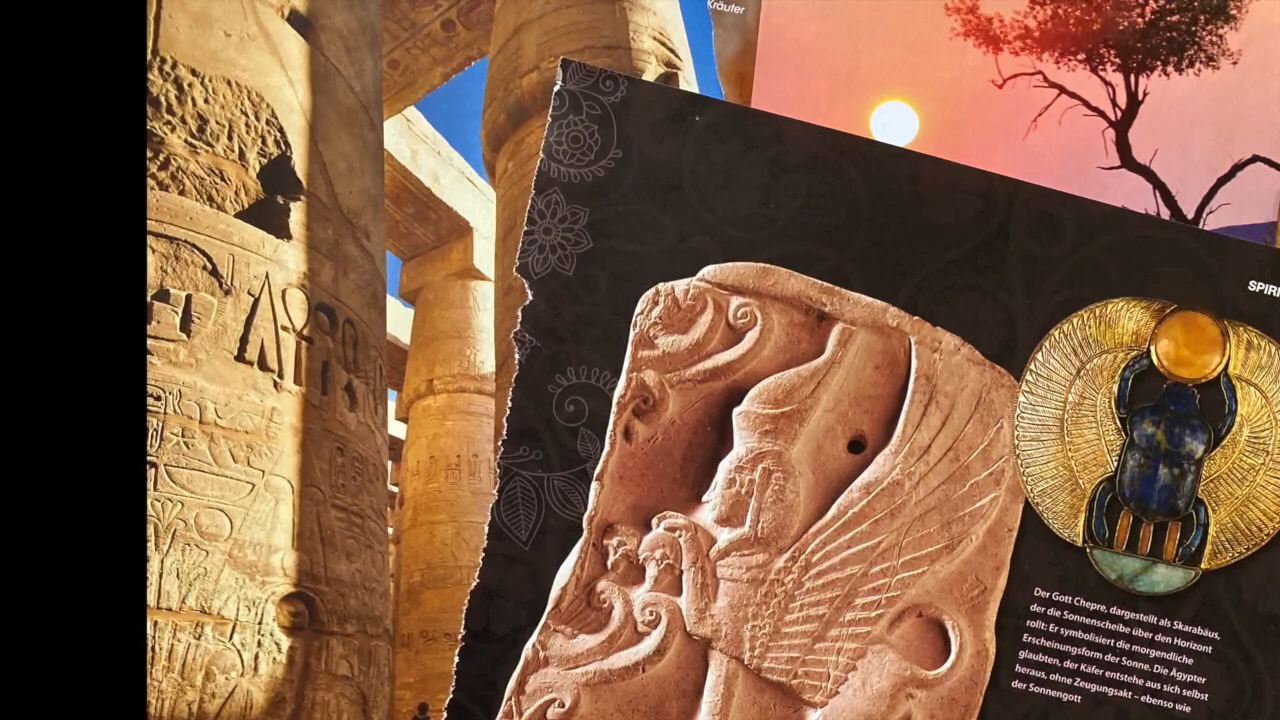 Kräuter
SPIRI
Der Gott Chepre, dargestellt als Skarabäus,
der die Sonnenscheibe über den Horizont
rollt: Er symbolisiert die morgendliche
Erscheinungsform der Sonne. Die Ägypter
glaubten, der Käfer entstehe aus sich selbst
heraus, ohne Zeugungsakt – ebenso wie
der Sonnengott